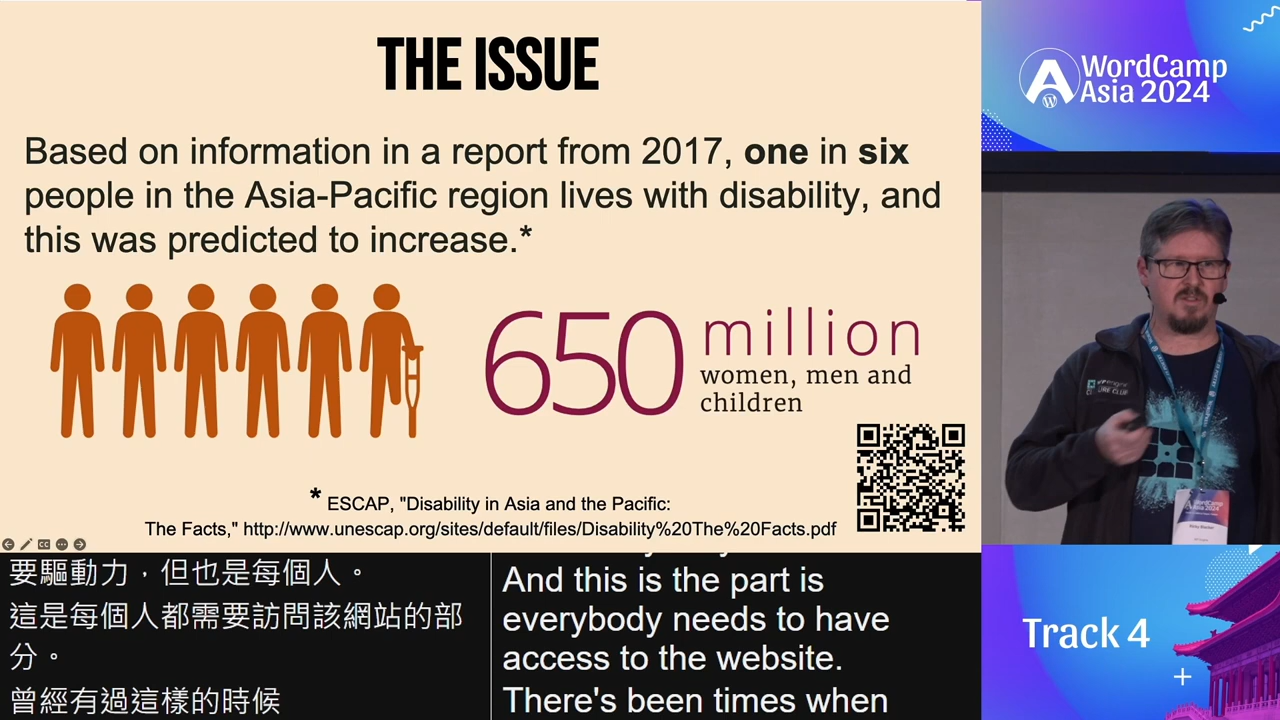 THE ISSUE
Based on information in a report from 2017, one in six
people in the Asia-Pacific region lives with disability, and
this was predicted to increase.*
650 million
women, men and
children
* ESCAP, "Disability in Asia and the Pacific:
The Facts," http://www.unescap.org/sites/default/files/Disability%20The%20Facts.pdf
CC
要驅動力，但也是每個人。
這是每個人都需要訪問該網站的部
分。
曾經有過這樣的時候
And this is the part is
everybody needs to have
access to the website.
There's been times when
WordCamp
Asia 2024
WordCamp
Asia 2024
Track 4